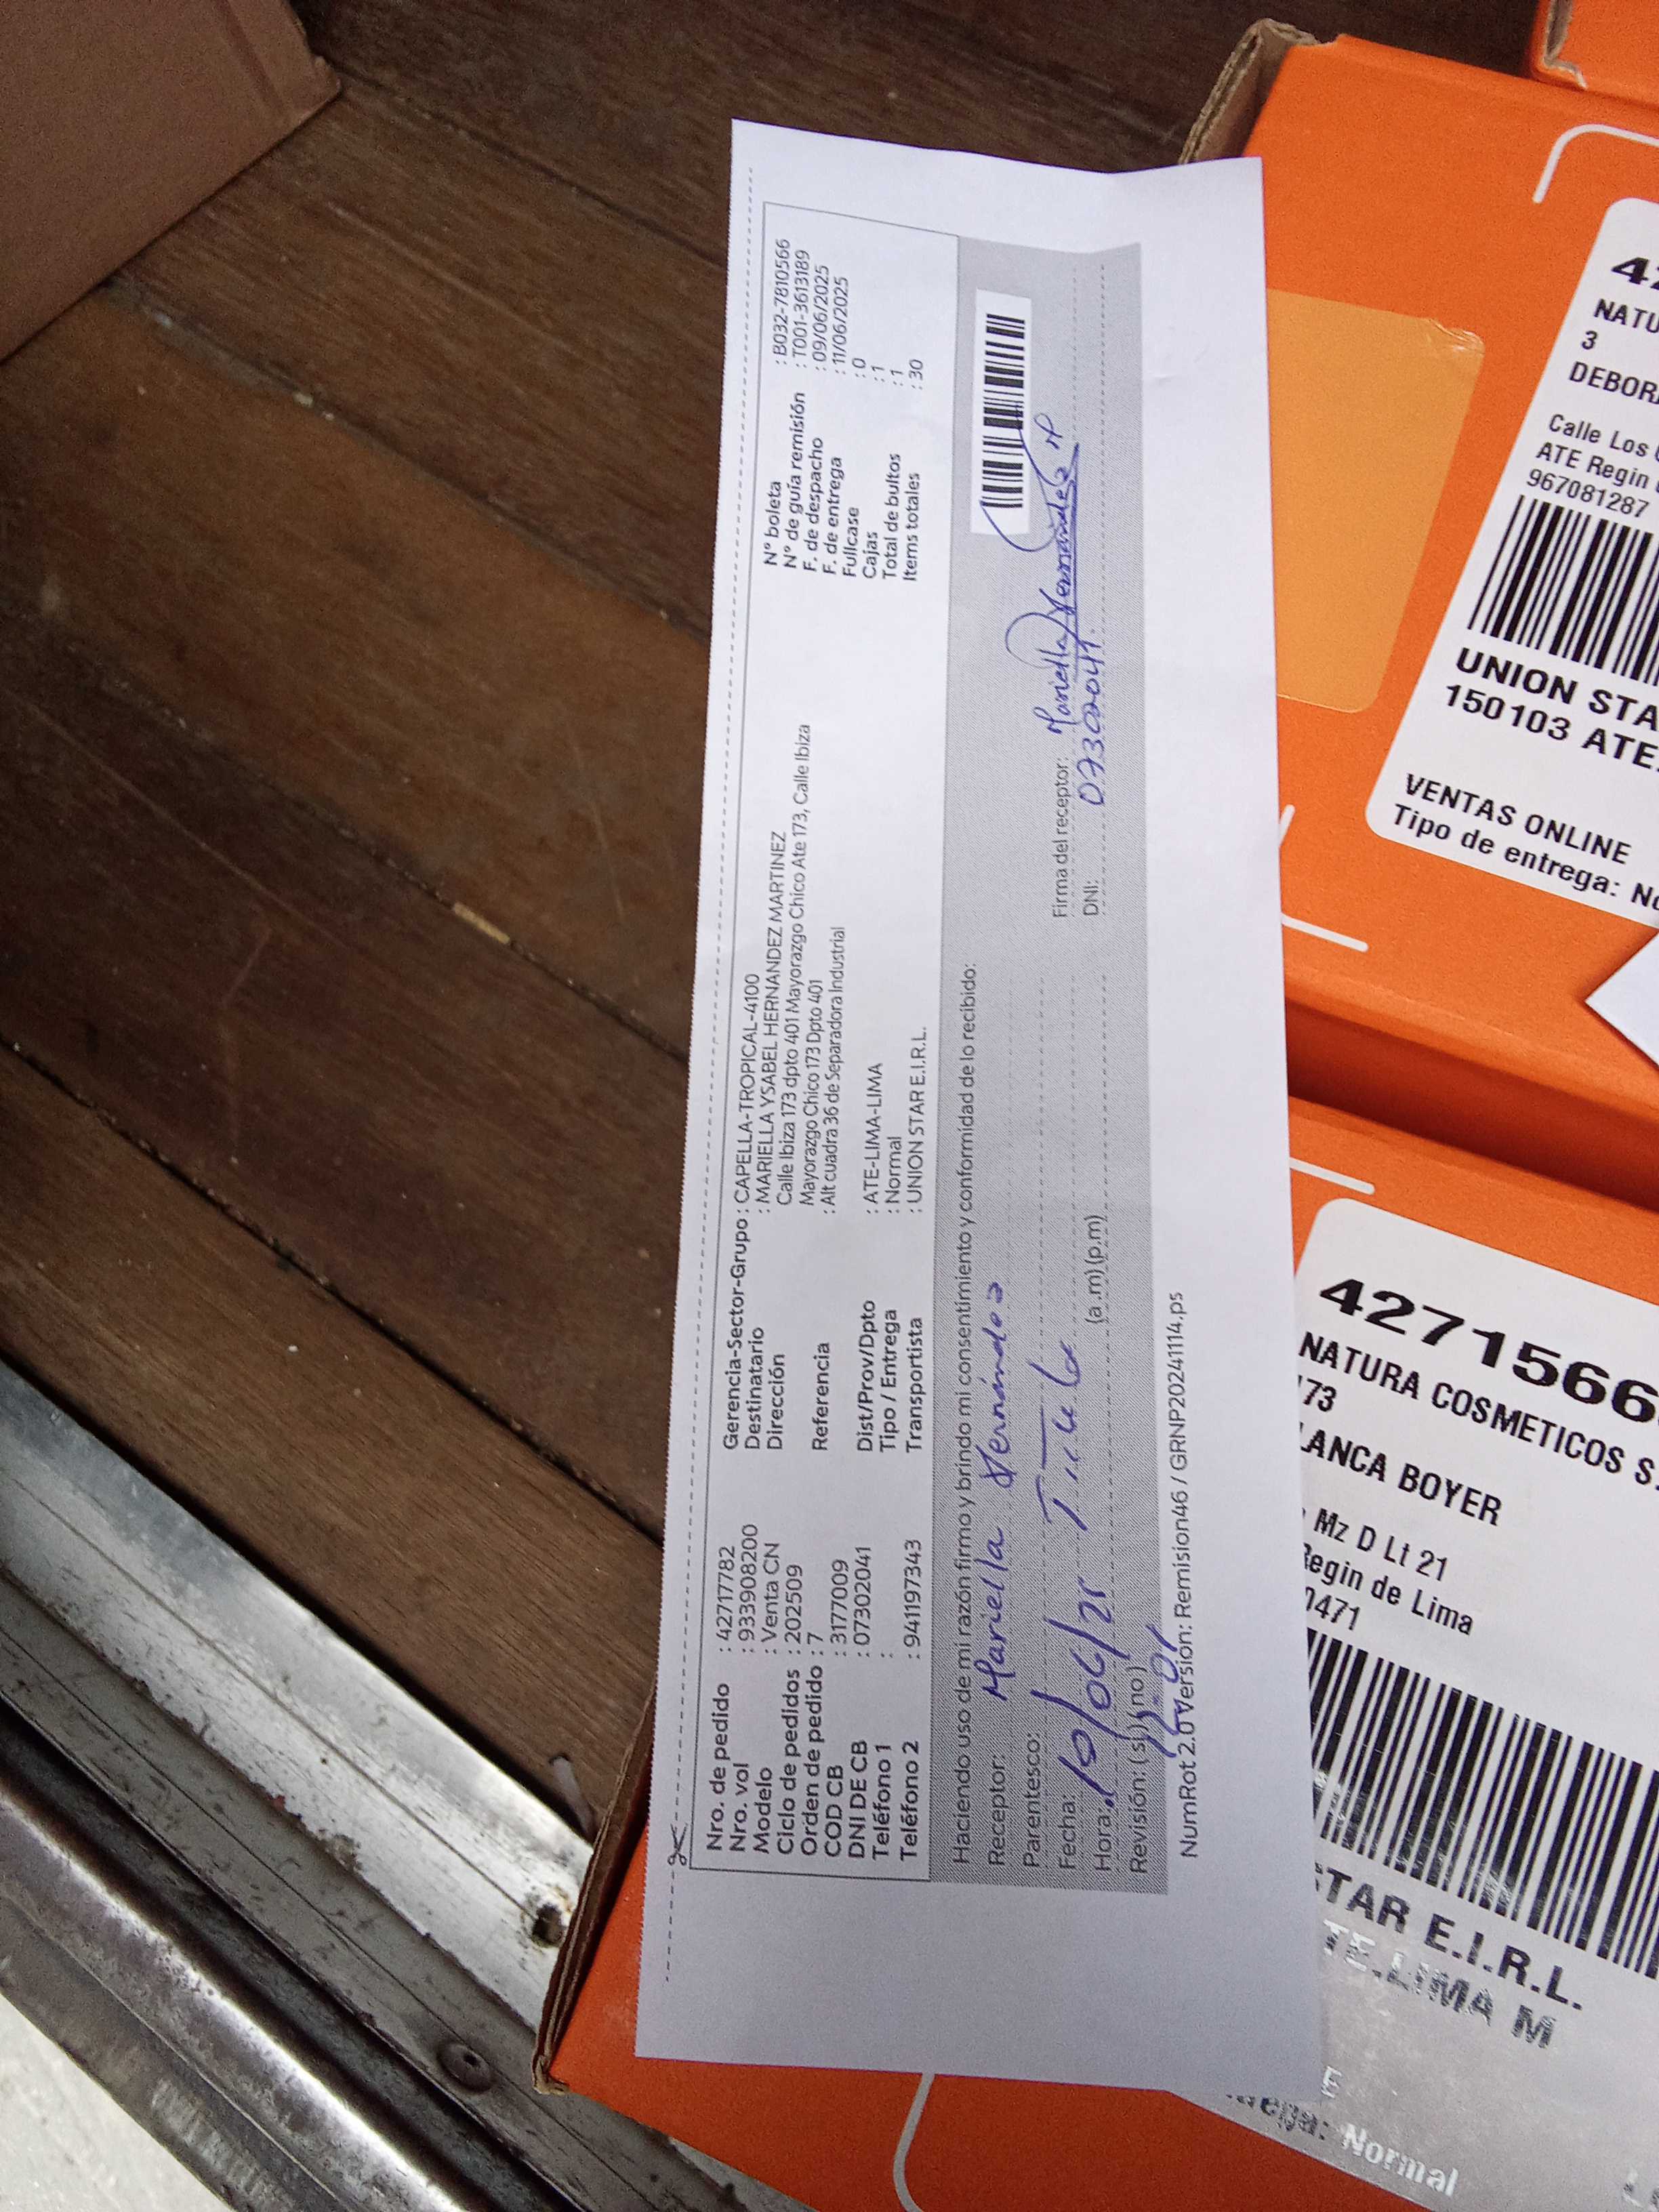 Nro. de pedido : 42717782
Nro. vol : 933908200
Modelo : Venta CN
Ciclo de pedidos : 202509
Orden de pedido : 7
COD CB : 3177009
DNI DE CB : 07302041
Teléfono 1 :
Teléfono 2 : 941197343
Gerencia-Sector-Grupo : CAPELLA-TROPICAL-4100
Destinatario : MARIELLA YSABEL HERNANDEZ MARTINEZ
Dirección Calle Ibiza 173 dpto 401 Mayorazgo Chico Ate 173, Calle Ibiza
Mayorazgo Chico 173 Dpto 401
Referencia : Alt cuadra 36 de Separadora Industrial
Dist/Prov/Dpto : ATE-LIMA-LIMA
Tipo / Entrega : Normal
Transportista : UNION STAR E.I.R.L.
N° boleta : B032-7810566
N° de guía remisión : T001-3613189
F. de despacho : 09/06/2025
F. de entrega : 11/06/2025
Fullcase : 0
Cajas : 1
Total de bultos : 1
Items totales : 30
Haciendo uso de mi razón firmo y brindo mi consentimiento y conformidad de lo recibido:
Receptor: Mariella Hernández
Parentesco: Titular
Fecha: 10/06/25
Hora: (a.m) (p.m)
Revisión: (si) (no)
Firma del receptor: Mariella Hernández M
DNI: 07302041
NumRot 2.0 Versión: Remision46 / GRNP20241114.ps
NATU
3
DEBOR
Calle Los
ATE Regin
967081287
UNION STA
150103 ATE
VENTAS ONLINE
Tipo de entrega: No
4271566
NATURA COSMETICOS S.
173
LANCA BOYER
Mz D Lt 21
Regin de Lima
0471
STAR E.I.R.L.
TE.LIMA M
rega: Normal